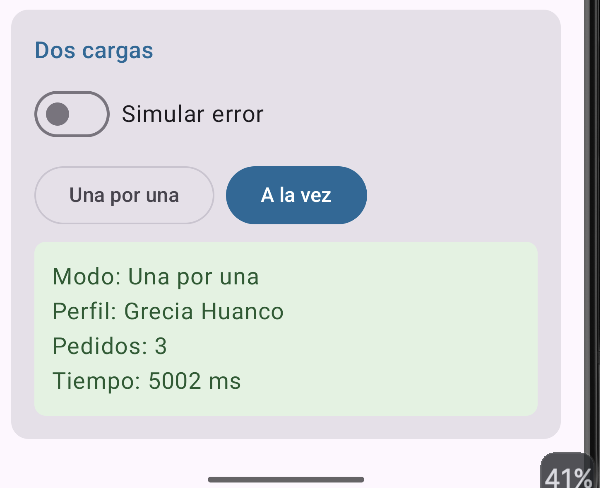 Dos cargas
Simular error
Una por una
A la vez
Modo: Una por una
Perfil: Grecia Huanco
Pedidos: 3
Tiempo: 5002 ms
41%